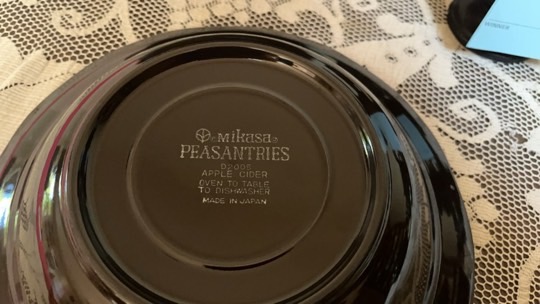 mikasa
PEASANTRIES
D2005
APPLE CIDER
OVEN TO TABLE
TO DISHWASHER
MADE IN JAPAN